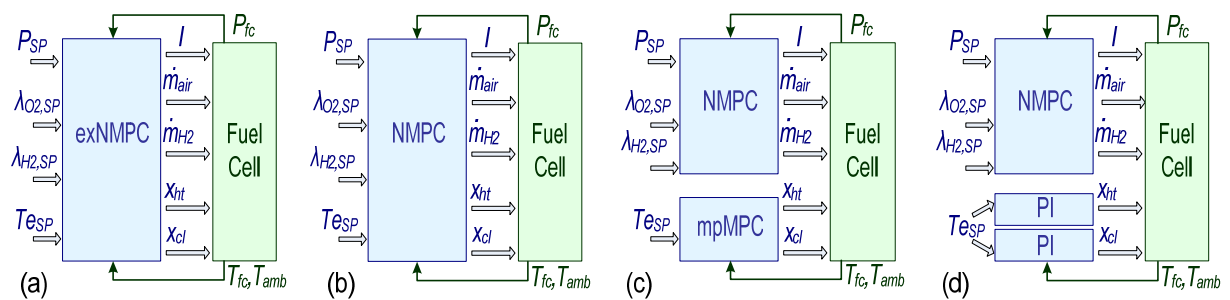 P_fc
P_SP
I
ṁ_air
λ_O2,SP
exNMPC
ṁ_H2
Fuel
Cell
λ_H2,SP
x_ht
Te_SP
x_cl
(a)
T_fc,T_amb
P_fc
P_SP
I
ṁ_air
λ_O2,SP
NMPC
ṁ_H2
Fuel
Cell
λ_H2,SP
x_ht
Te_SP
x_cl
(b)
T_fc,T_amb
P_fc
P_SP
I
ṁ_air
NMPC
λ_O2,SP
ṁ_H2
Fuel
Cell
λ_H2,SP
x_ht
Te_SP
mpMPC
x_cl
(c)
T_fc,T_amb
P_fc
P_SP
I
ṁ_air
NMPC
λ_O2,SP
ṁ_H2
Fuel
Cell
λ_H2,SP
x_ht
PI
Te_SP
PI
x_cl
(d)
T_fc,T_amb